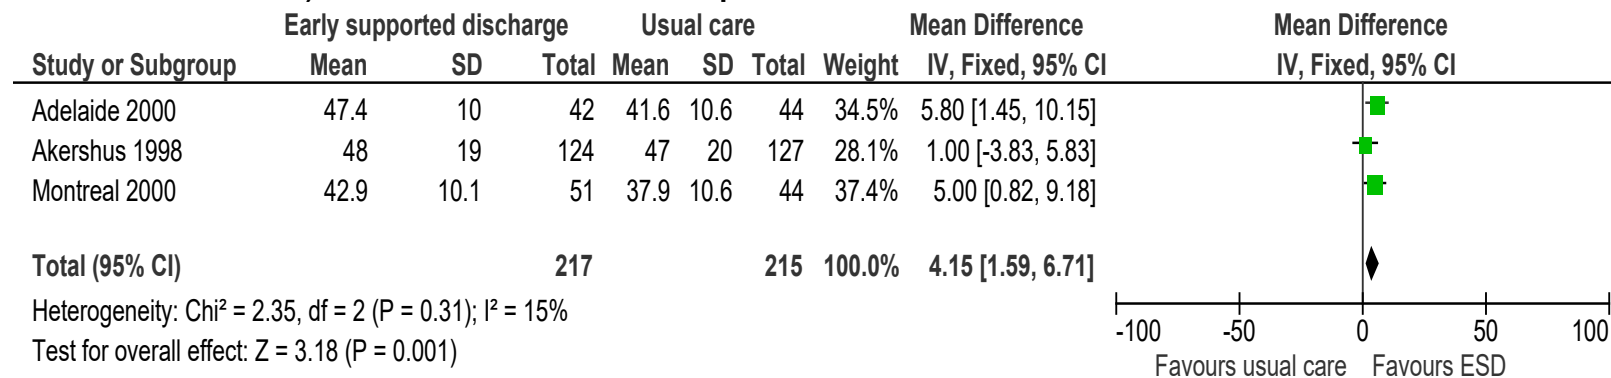 Early supported discharge Usual care Mean Difference Mean Difference
Study or Subgroup Mean SD Total Mean SD Total Weight IV, Fixed, 95% CI IV, Fixed, 95% CI
Adelaide 2000 47.4 10 42 41.6 10.6 44 34.5% 5.80 [1.45, 10.15]
Akershus 1998 48 19 124 47 20 127 28.1% 1.00 [-3.83, 5.83]
Montreal 2000 42.9 10.1 51 37.9 10.6 44 37.4% 5.00 [0.82, 9.18]
Total (95% CI) 217 215 100.0% 4.15 [1.59, 6.71]
Heterogeneity: Chi² = 2.35, df = 2 (P = 0.31); I² = 15%
Test for overall effect: Z = 3.18 (P = 0.001)
-100 -50 0 50 100
Favours usual care Favours ESD